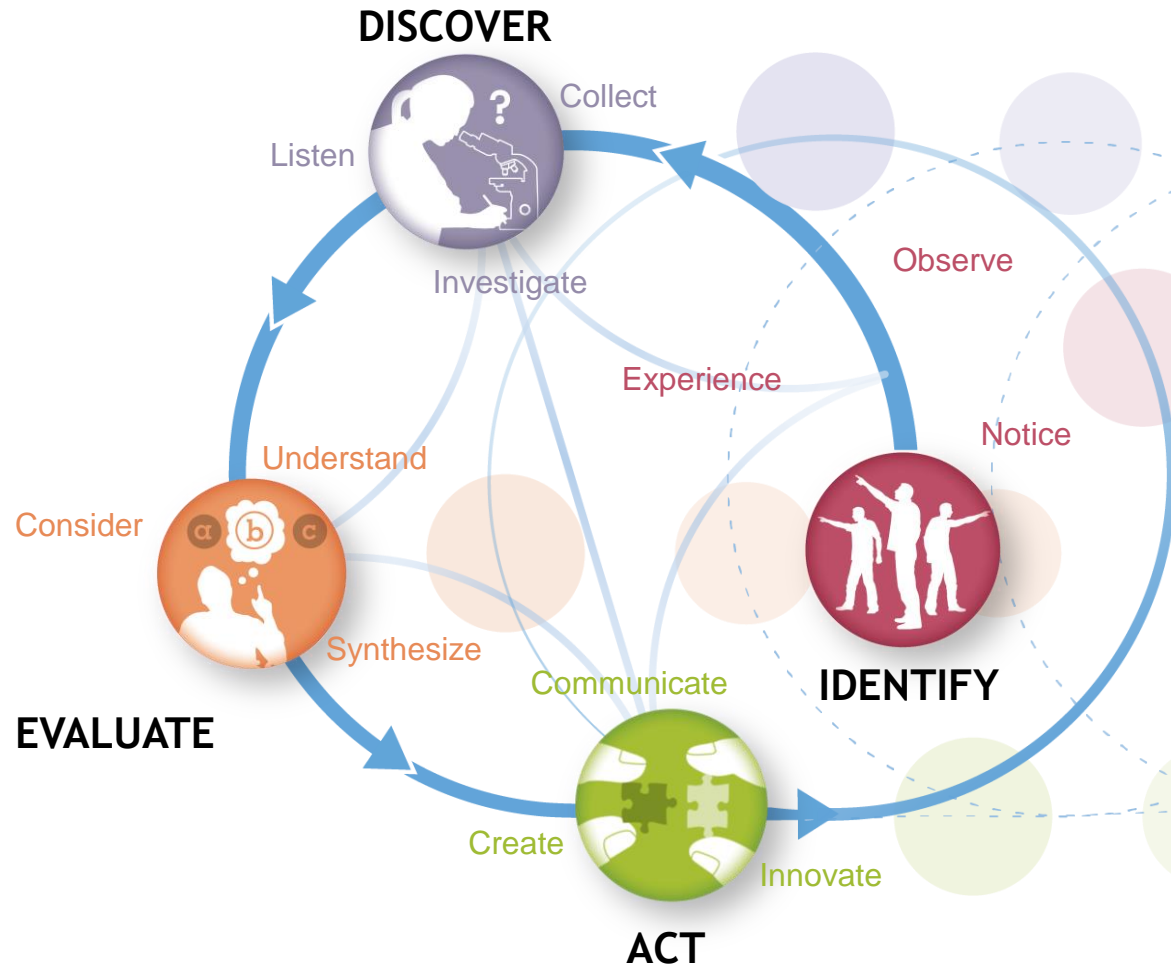 DISCOVER
Collect
Listen
?
Investigate
Observe
Experience
Notice
Understand
Consider
a b c
Synthesize
Communicate
IDENTIFY
EVALUATE
Create
Innovate
ACT